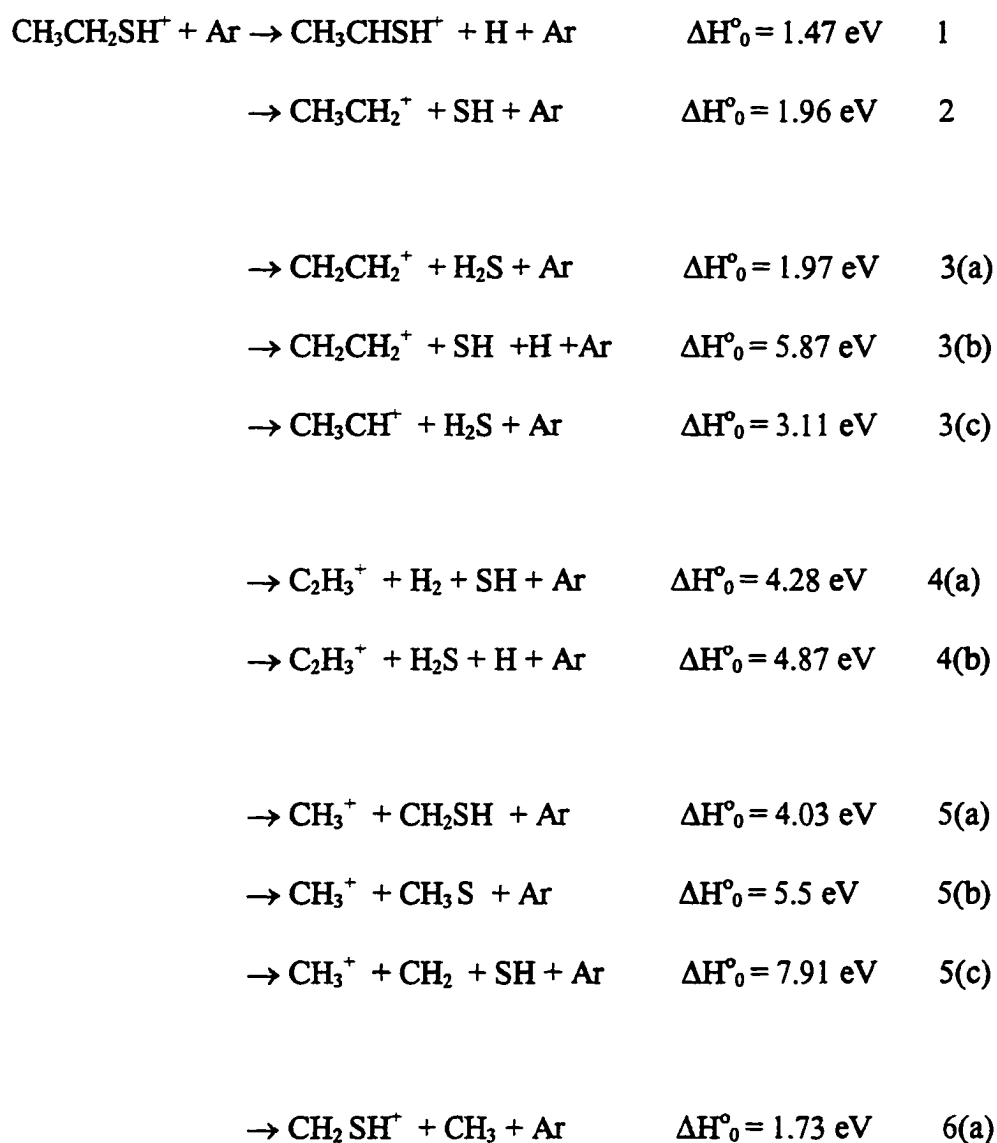 CH₃CH₂SH⁺ + Ar → CH₃CHSH⁺ + H + Ar ΔH°₀ = 1.47 eV 1
→ CH₃CH₂⁺ + SH + Ar ΔH°₀ = 1.96 eV 2
→ CH₂CH₂⁺ + H₂S + Ar ΔH°₀ = 1.97 eV 3(a)
→ CH₂CH₂⁺ + SH +H +Ar ΔH°₀ = 5.87 eV 3(b)
→ CH₃CH⁺ + H₂S + Ar ΔH°₀ = 3.11 eV 3(c)
→ C₂H₃⁺ + H₂ + SH + Ar ΔH°₀ = 4.28 eV 4(a)
→ C₂H₃⁺ + H₂S + H + Ar ΔH°₀ = 4.87 eV 4(b)
→ CH₃⁺ + CH₂SH + Ar ΔH°₀ = 4.03 eV 5(a)
→ CH₃⁺ + CH₃S + Ar ΔH°₀ = 5.5 eV 5(b)
→ CH₃⁺ + CH₂ + SH + Ar ΔH°₀ = 7.91 eV 5(c)
→ CH₂SH⁺ + CH₃ + Ar ΔH°₀ = 1.73 eV 6(a)